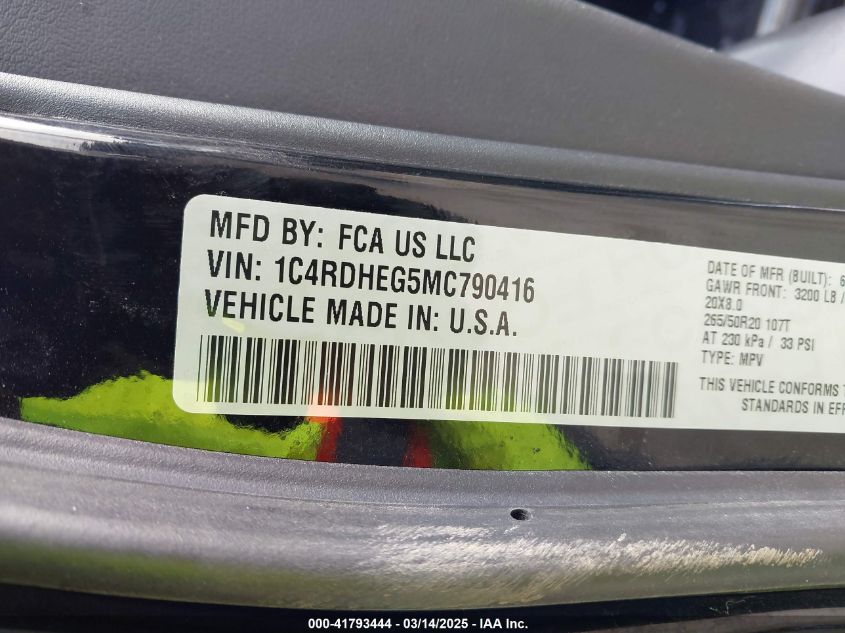 MFD BY: FCA US LLC
VIN: 1C4RDHEG5MC790416
VEHICLE MADE IN: U.S.A.
DATE OF MFR (BUILT): 6
GAWR FRONT: 3200 LB /
20X8.0
265/50R20 107T
AT 230 kPa / 33 PSI
TYPE: MPV
THIS VEHICLE CONFORMS T
STANDARDS IN EFF
000-41793444 - 03/14/2025 - IAA Inc.